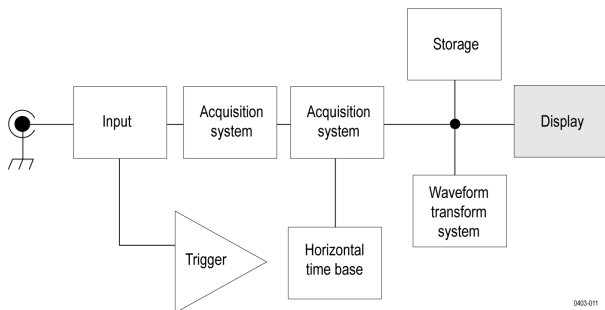 Storage
Input
Acquisition
system
Acquisition
system
Display
Waveform
transform
system
Trigger
Horizontal
time base
0403-011